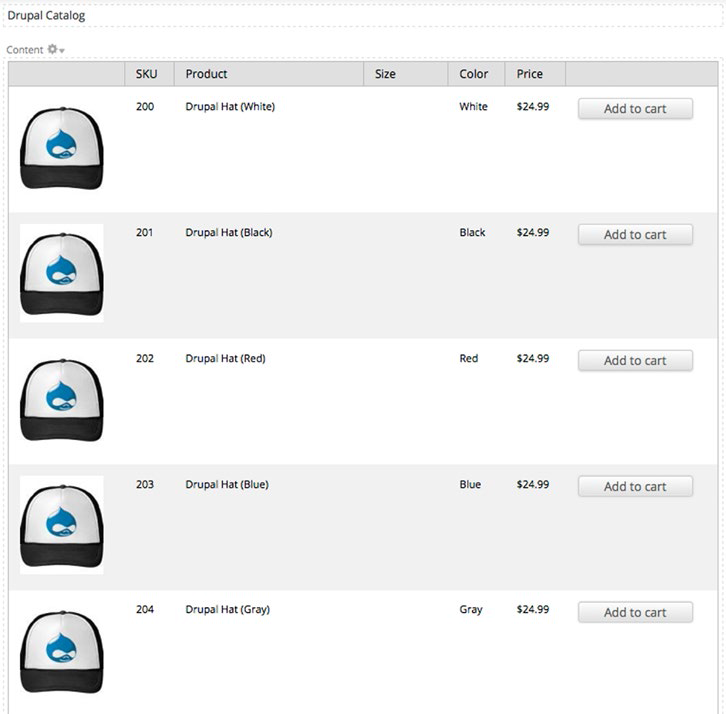 Drupal Catalog
Content
SKU Product Size Color Price
200 Drupal Hat (White) White $24.99 Add to cart
201 Drupal Hat (Black) Black $24.99 Add to cart
202 Drupal Hat (Red) Red $24.99 Add to cart
203 Drupal Hat (Blue) Blue $24.99 Add to cart
204 Drupal Hat (Gray) Gray $24.99 Add to cart